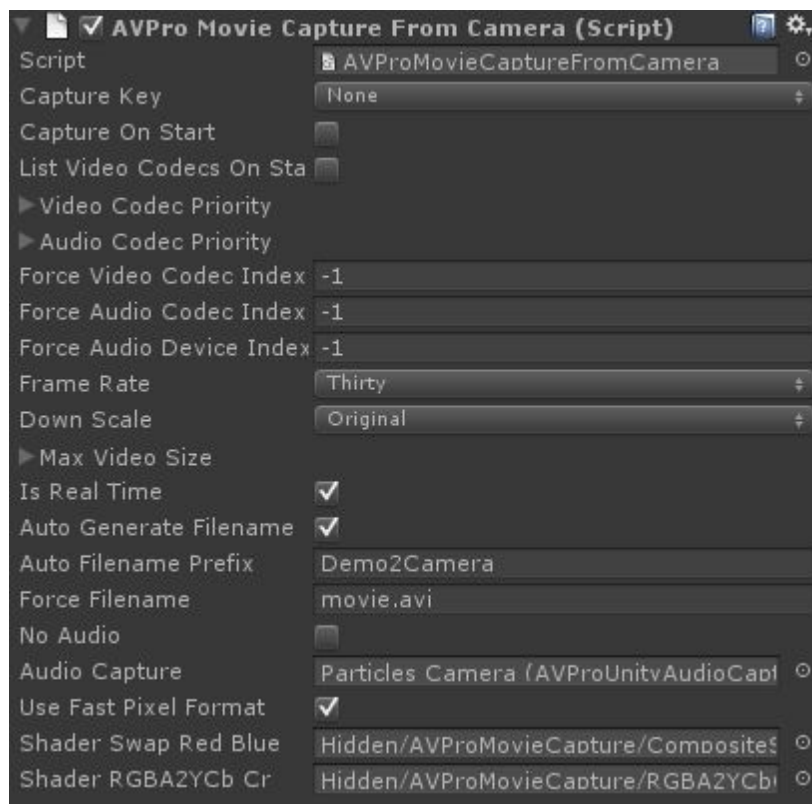 AVPro Movie Capture From Camera (Script)
Script AVProMovieCaptureFromCamera
Capture Key None
Capture On Start
List Video Codecs On Sta
Video Codec Priority
Audio Codec Priority
Force Video Codec Index -1
Force Audio Codec Index -1
Force Audio Device Index -1
Frame Rate Thirty
Down Scale Original
Max Video Size
Is Real Time
Auto Generate Filename
Auto Filename Prefix Demo2Camera
Force Filename movie.avi
No Audio
Audio Capture Particles Camera (AVProUnityAudioCapt
Use Fast Pixel Format
Shader Swap Red Blue Hidden/AVProMovieCapture/CompositeS
Shader RGBA2YCb Cr Hidden/AVProMovieCapture/RGBA2YCb